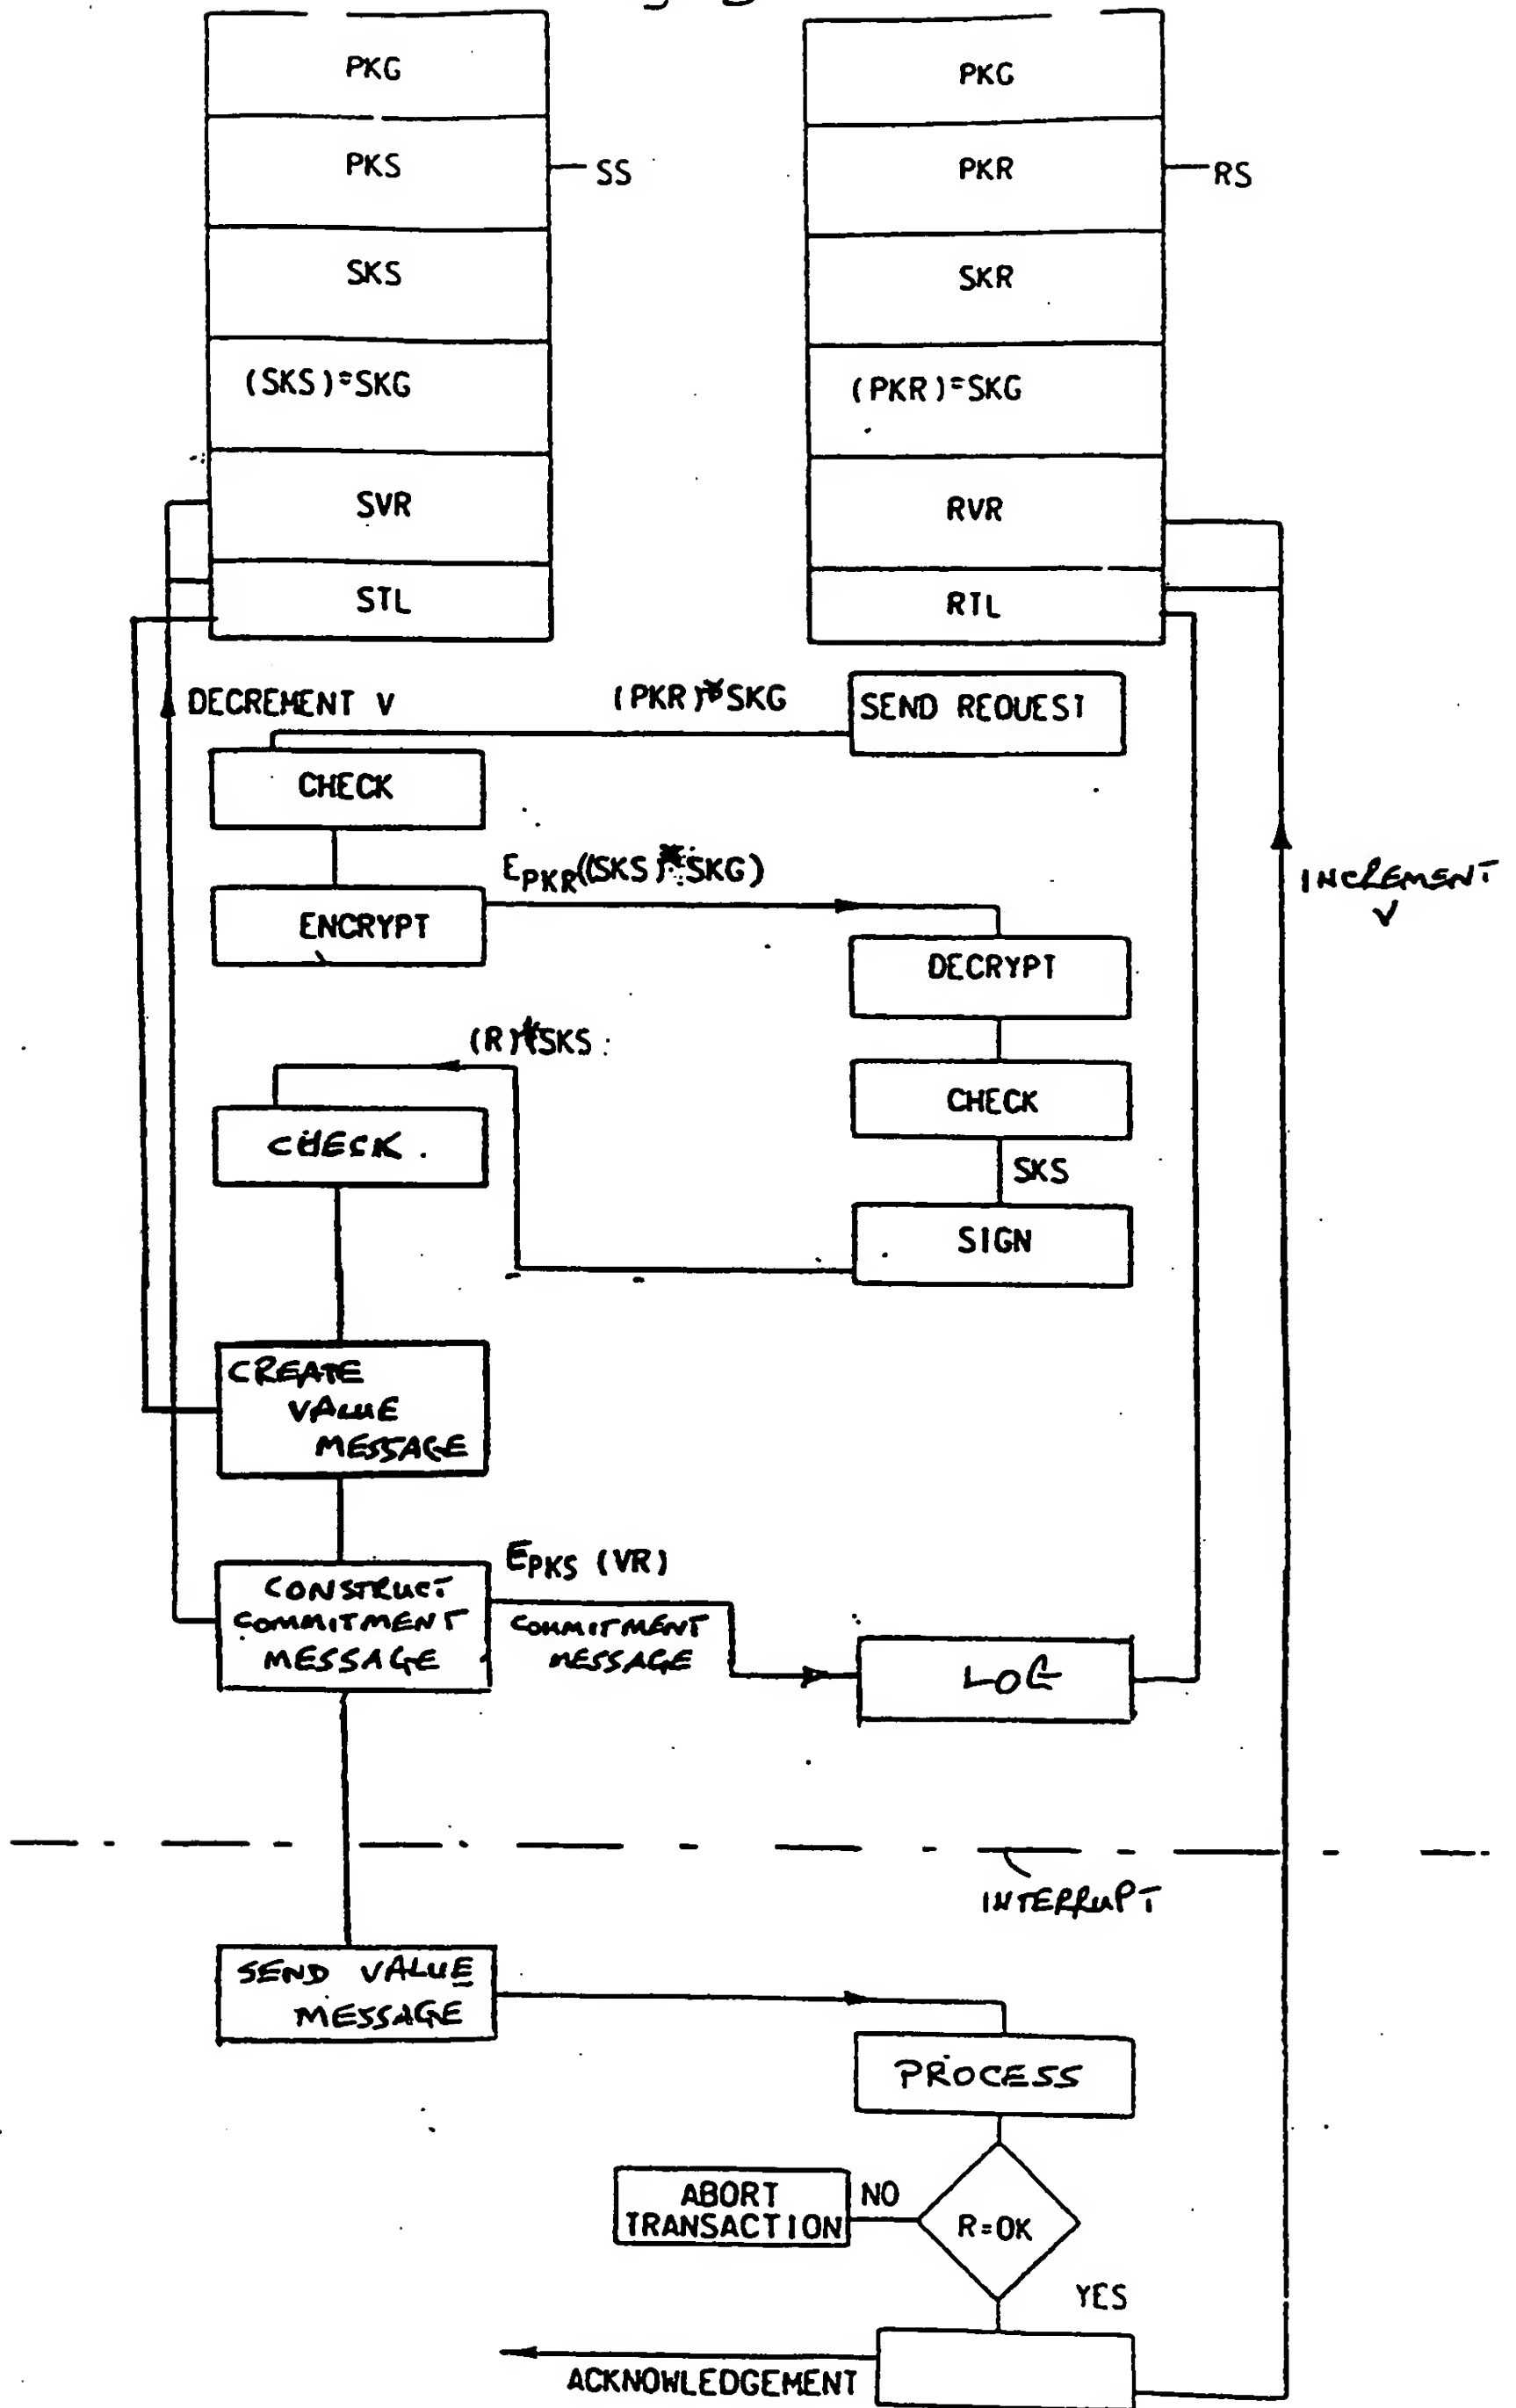 PKG
PKS
SS
SKS
(SKS)=SKG
SVR
STL
PKG
PKR
RS
SKR
(PKR)=SKG
RVR
RTL
DECREMENT V
(PKR)*SKG
SEND REQUEST
CHECK
EPKR((SKS)*SKG)
ENCRYPT
INCREMENT
V
DECRYPT
(R)*SKS
CHECK
CHECK.
SKS
SIGN
CREATE
VALUE
MESSAGE
EPKS (VR)
CONSTRUCT
COMMITMENT
MESSAGE
COMMITMENT
MESSAGE
LOG
INTERRUPT
SEND VALUE
MESSAGE
PROCESS
ABORT
TRANSACTION
NO
R=OK
YES
ACKNOWLEDGEMENT